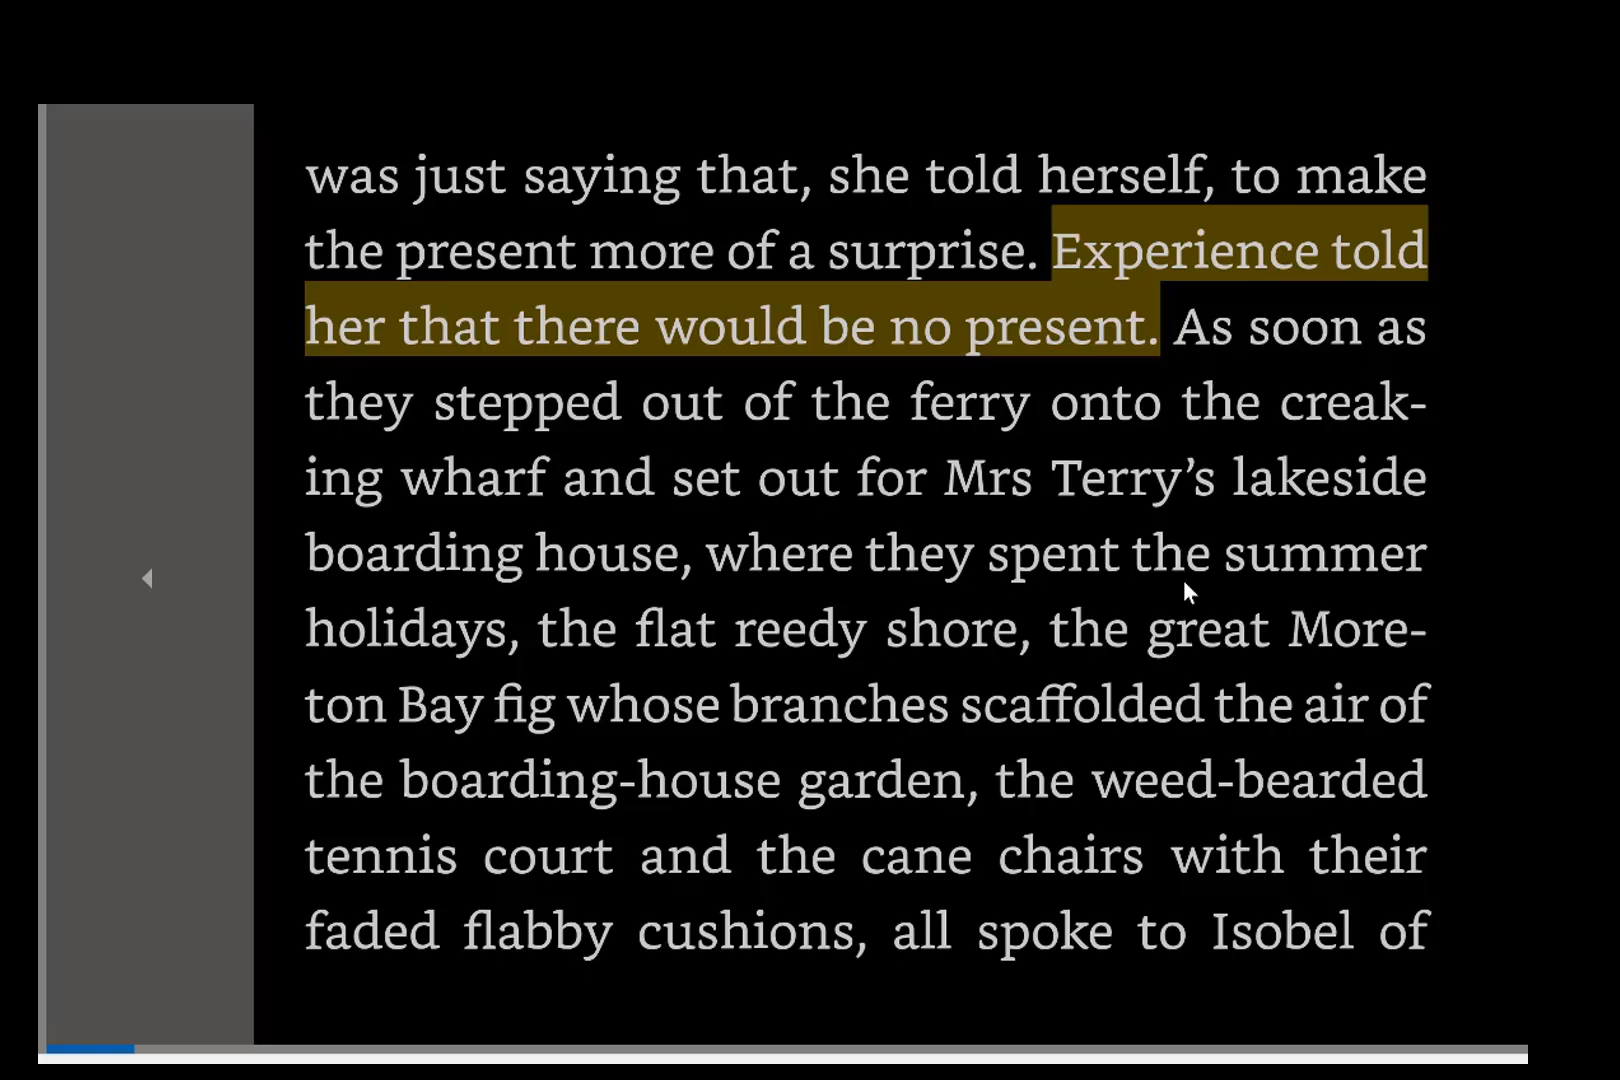 was just saying that, she told herself, to make
the present more of a surprise. Experience told
her that there would be no present. As soon as
they stepped out of the ferry onto the creak-
ing wharf and set out for Mrs Terry’s lakeside
boarding house, where they spent the summer
holidays, the flat reedy shore, the great More-
ton Bay fig whose branches scaffolded the air of
the boarding-house garden, the weed-bearded
tennis court and the cane chairs with their
faded flabby cushions, all spoke to Isobel of